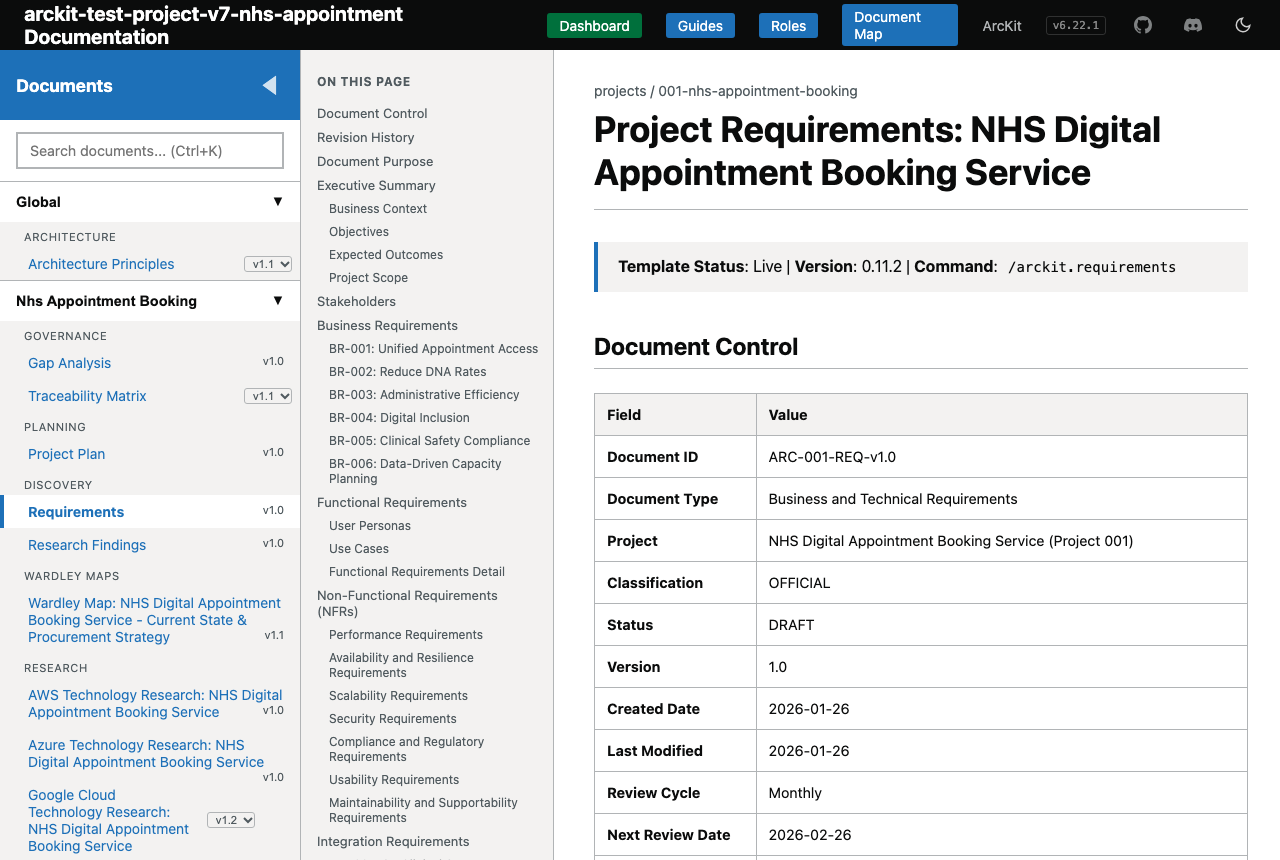 arckit-test-project-v7-nhs-appointment
Documentation
Dashboard
Guides
Roles
Document
Map
ArcKit
v6.22.1
Documents
Search documents... (Ctrl+K)
Global
ARCHITECTURE
Architecture Principles
v1.1
Nhs Appointment Booking
GOVERNANCE
Gap Analysis
v1.0
Traceability Matrix
v1.1
PLANNING
Project Plan
v1.0
DISCOVERY
Requirements
v1.0
Research Findings
v1.0
WARDLEY MAPS
Wardley Map: NHS Digital Appointment
Booking Service - Current State &
Procurement Strategy
v1.1
RESEARCH
AWS Technology Research: NHS Digital
Appointment Booking Service
v1.0
Azure Technology Research: NHS
Digital Appointment Booking Service
v1.0
Google Cloud
Technology Research:
NHS Digital Appointment
Booking Service
v1.2
ON THIS PAGE
Document Control
Revision History
Document Purpose
Executive Summary
Business Context
Objectives
Expected Outcomes
Project Scope
Stakeholders
Business Requirements
BR-001: Unified Appointment Access
BR-002: Reduce DNA Rates
BR-003: Administrative Efficiency
BR-004: Digital Inclusion
BR-005: Clinical Safety Compliance
BR-006: Data-Driven Capacity
Planning
Functional Requirements
User Personas
Use Cases
Functional Requirements Detail
Non-Functional Requirements
(NFRs)
Performance Requirements
Availability and Resilience
Requirements
Scalability Requirements
Security Requirements
Compliance and Regulatory
Requirements
Usability Requirements
Maintainability and Supportability
Requirements
Integration Requirements
projects / 001-nhs-appointment-booking
Project Requirements: NHS Digital
Appointment Booking Service
Template Status: Live | Version: 0.11.2 | Command: /arckit.requirements
Document Control
Field Value
Document ID ARC-001-REQ-v1.0
Document Type Business and Technical Requirements
Project NHS Digital Appointment Booking Service (Project 001)
Classification OFFICIAL
Status DRAFT
Version 1.0
Created Date 2026-01-26
Last Modified 2026-01-26
Review Cycle Monthly
Next Review Date 2026-02-26